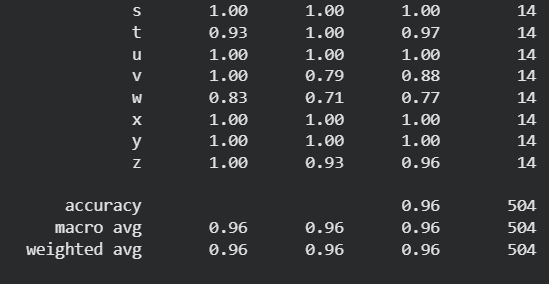 s 1.00 1.00 1.00 14
t 0.93 1.00 0.97 14
u 1.00 1.00 1.00 14
v 1.00 0.79 0.88 14
w 0.83 0.71 0.77 14
x 1.00 1.00 1.00 14
y 1.00 1.00 1.00 14
z 1.00 0.93 0.96 14
accuracy 0.96 504
macro avg 0.96 0.96 0.96 504
weighted avg 0.96 0.96 0.96 504